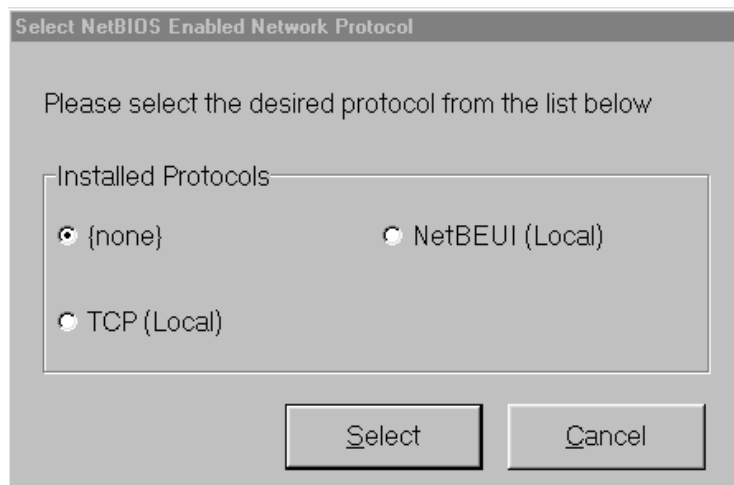 Select NetBIOS Enabled Network Protocol
Please select the desired protocol from the list below
Installed Protocols
{none}
NetBEUI (Local)
TCP (Local)
Select
Cancel